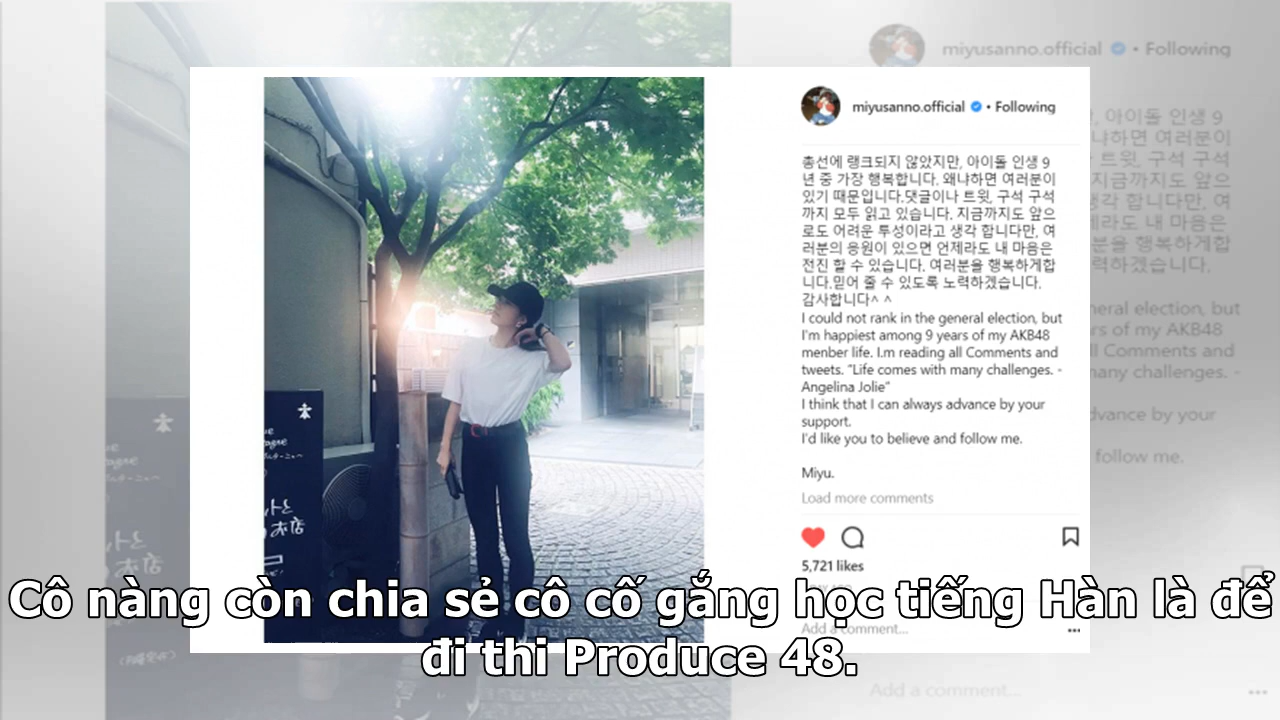 miyusanno.official • Following
miyusanno.official • Following
총선에 랭크되지 않았지만, 아이돌 인생 9
년 중 가장 행복합니다. 왜냐하면 여러분이
있기 때문입니다.댓글이나 트윗, 구석 구석
까지 모두 읽고 있습니다. 지금까지도 앞으
로도 어려운 투성이라고 생각 합니다만, 여
러분의 응원이 있으면 언제라도 내 마음은
전진 할 수 있습니다. 여러분을 행복하게합
니다.믿어 줄 수 있도록 노력하겠습니다.
감사합니다^ ^
I could not rank in the general election, but
I'm happiest among 9 years of my AKB48
menber life. I.m reading all Comments and
tweets. “Life comes with many challenges. -
Angelina Jolie”
I think that I can always advance by your
support.
I'd like you to believe and follow me.
Miyu.
Load more comments
5,721 likes
Add a comment...
Cô nàng còn chia sẻ cô cố gắng học tiếng Hàn là để
đi thi Produce 48.
Add a comment...